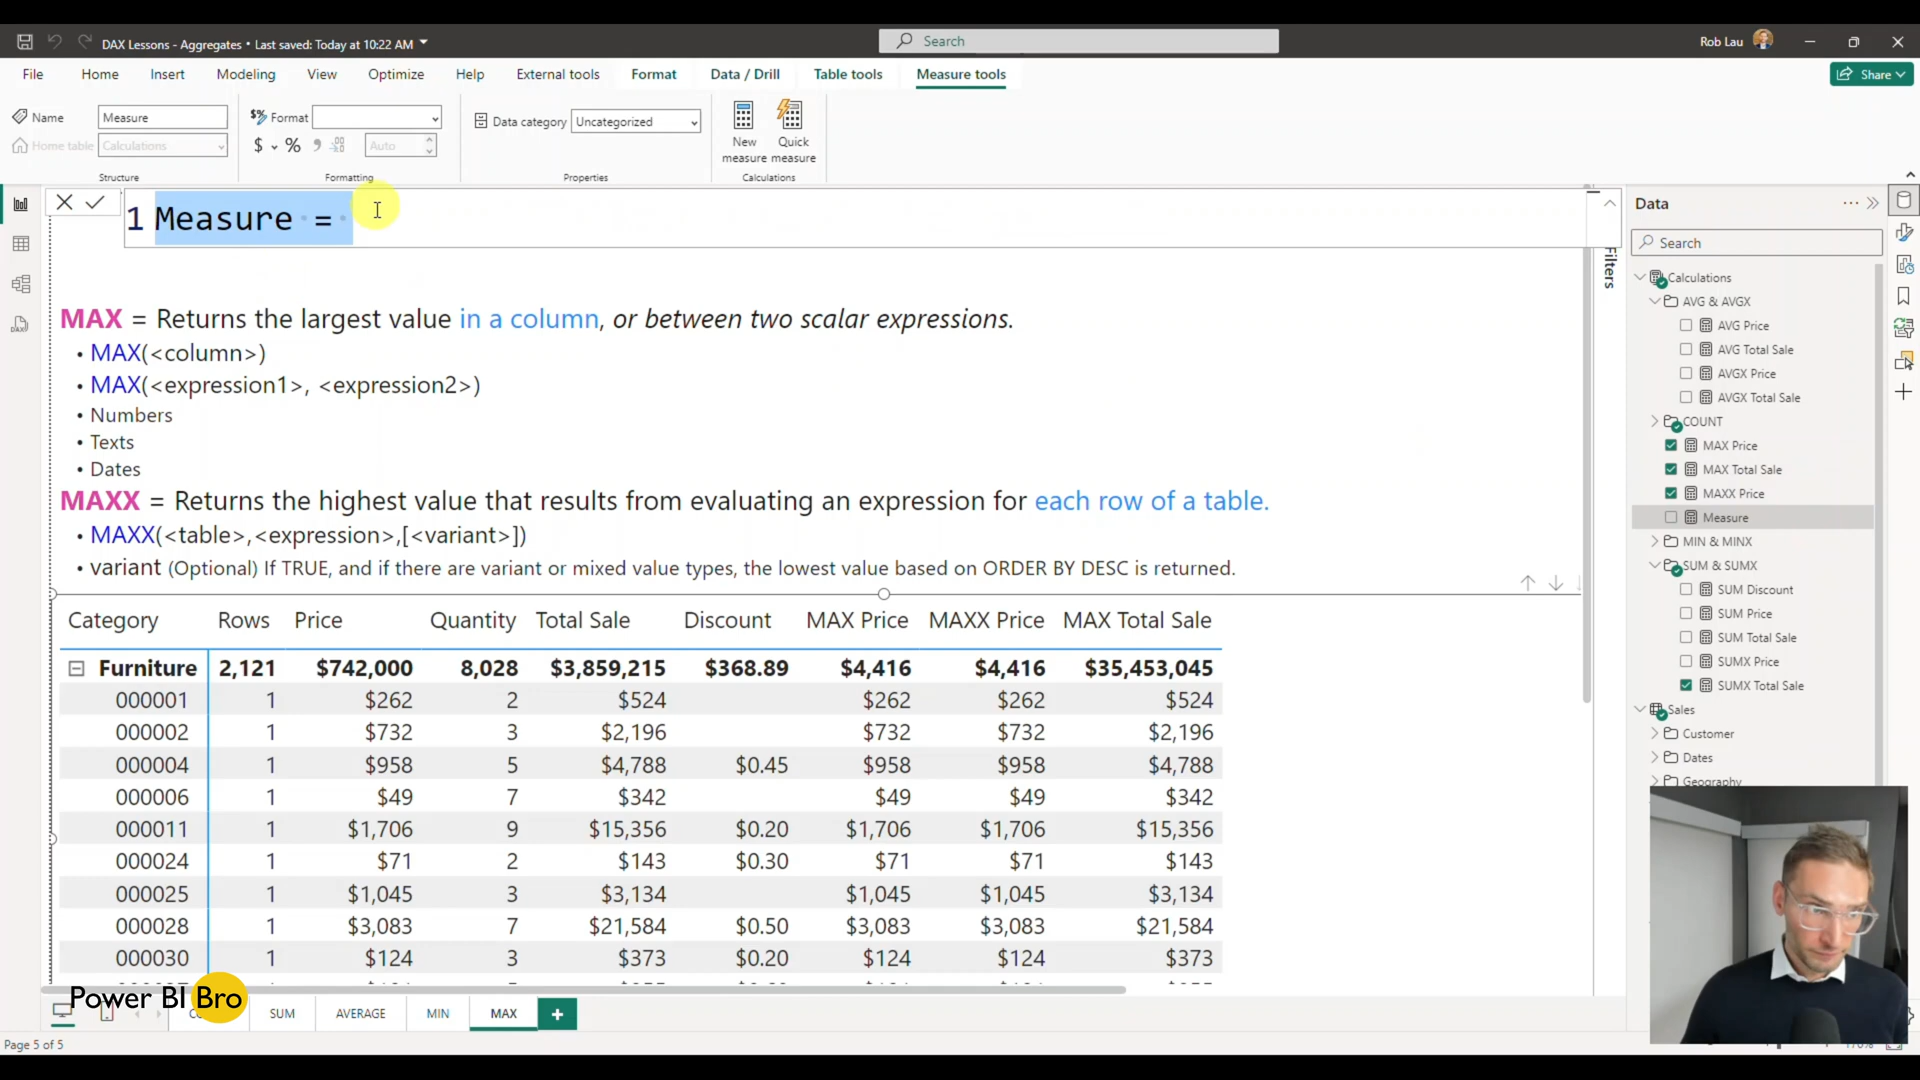 DAX Lessons - Aggregates • Last saved: Today at 10:22 AM
Search
Rob Lau
File Home Insert Modeling View Optimize Help External tools Format Data / Drill Table tools Measure tools
Share
Name Measure
Format
Data category Uncategorized
New measure
Quick measure
Home table Calculations
$ % Auto
Structure Formatting Properties Calculations
1 Measure =
Filters
MAX = Returns the largest value in a column, or between two scalar expressions.
• MAX(<column>)
• MAX(<expression1>, <expression2>)
• Numbers
• Texts
• Dates
MAXX = Returns the highest value that results from evaluating an expression for each row of a table.
• MAXX(<table>,<expression>,[<variant>])
• variant (Optional) If TRUE, and if there are variant or mixed value types, the lowest value based on ORDER BY DESC is returned.
Category Rows Price Quantity Total Sale Discount MAX Price MAXX Price MAX Total Sale
Furniture 2,121 $742,000 8,028 $3,859,215 $368.89 $4,416 $4,416 $35,453,045
000001 1 $262 2 $524 $262 $262 $524
000002 1 $732 3 $2,196 $732 $732 $2,196
000004 1 $958 5 $4,788 $0.45 $958 $958 $4,788
000006 1 $49 7 $342 $49 $49 $342
000011 1 $1,706 9 $15,356 $0.20 $1,706 $1,706 $15,356
000024 1 $71 2 $143 $0.30 $71 $71 $143
000025 1 $1,045 3 $3,134 $1,045 $1,045 $3,134
000028 1 $3,083 7 $21,584 $0.50 $3,083 $3,083 $21,584
000030 1 $124 3 $373 $0.20 $124 $124 $373
Power BI Bro
SUM AVERAGE MIN MAX +
Page 5 of 5
Data
Search
Calculations
AVG & AVGX
AVG Price
AVG Total Sale
AVGX Price
AVGX Total Sale
COUNT
MAX Price
MAX Total Sale
MAXX Price
Measure
MIN & MINX
SUM & SUMX
SUM Discount
SUM Price
SUM Total Sale
SUMX Price
SUMX Total Sale
Sales
Customer
Dates
Geography